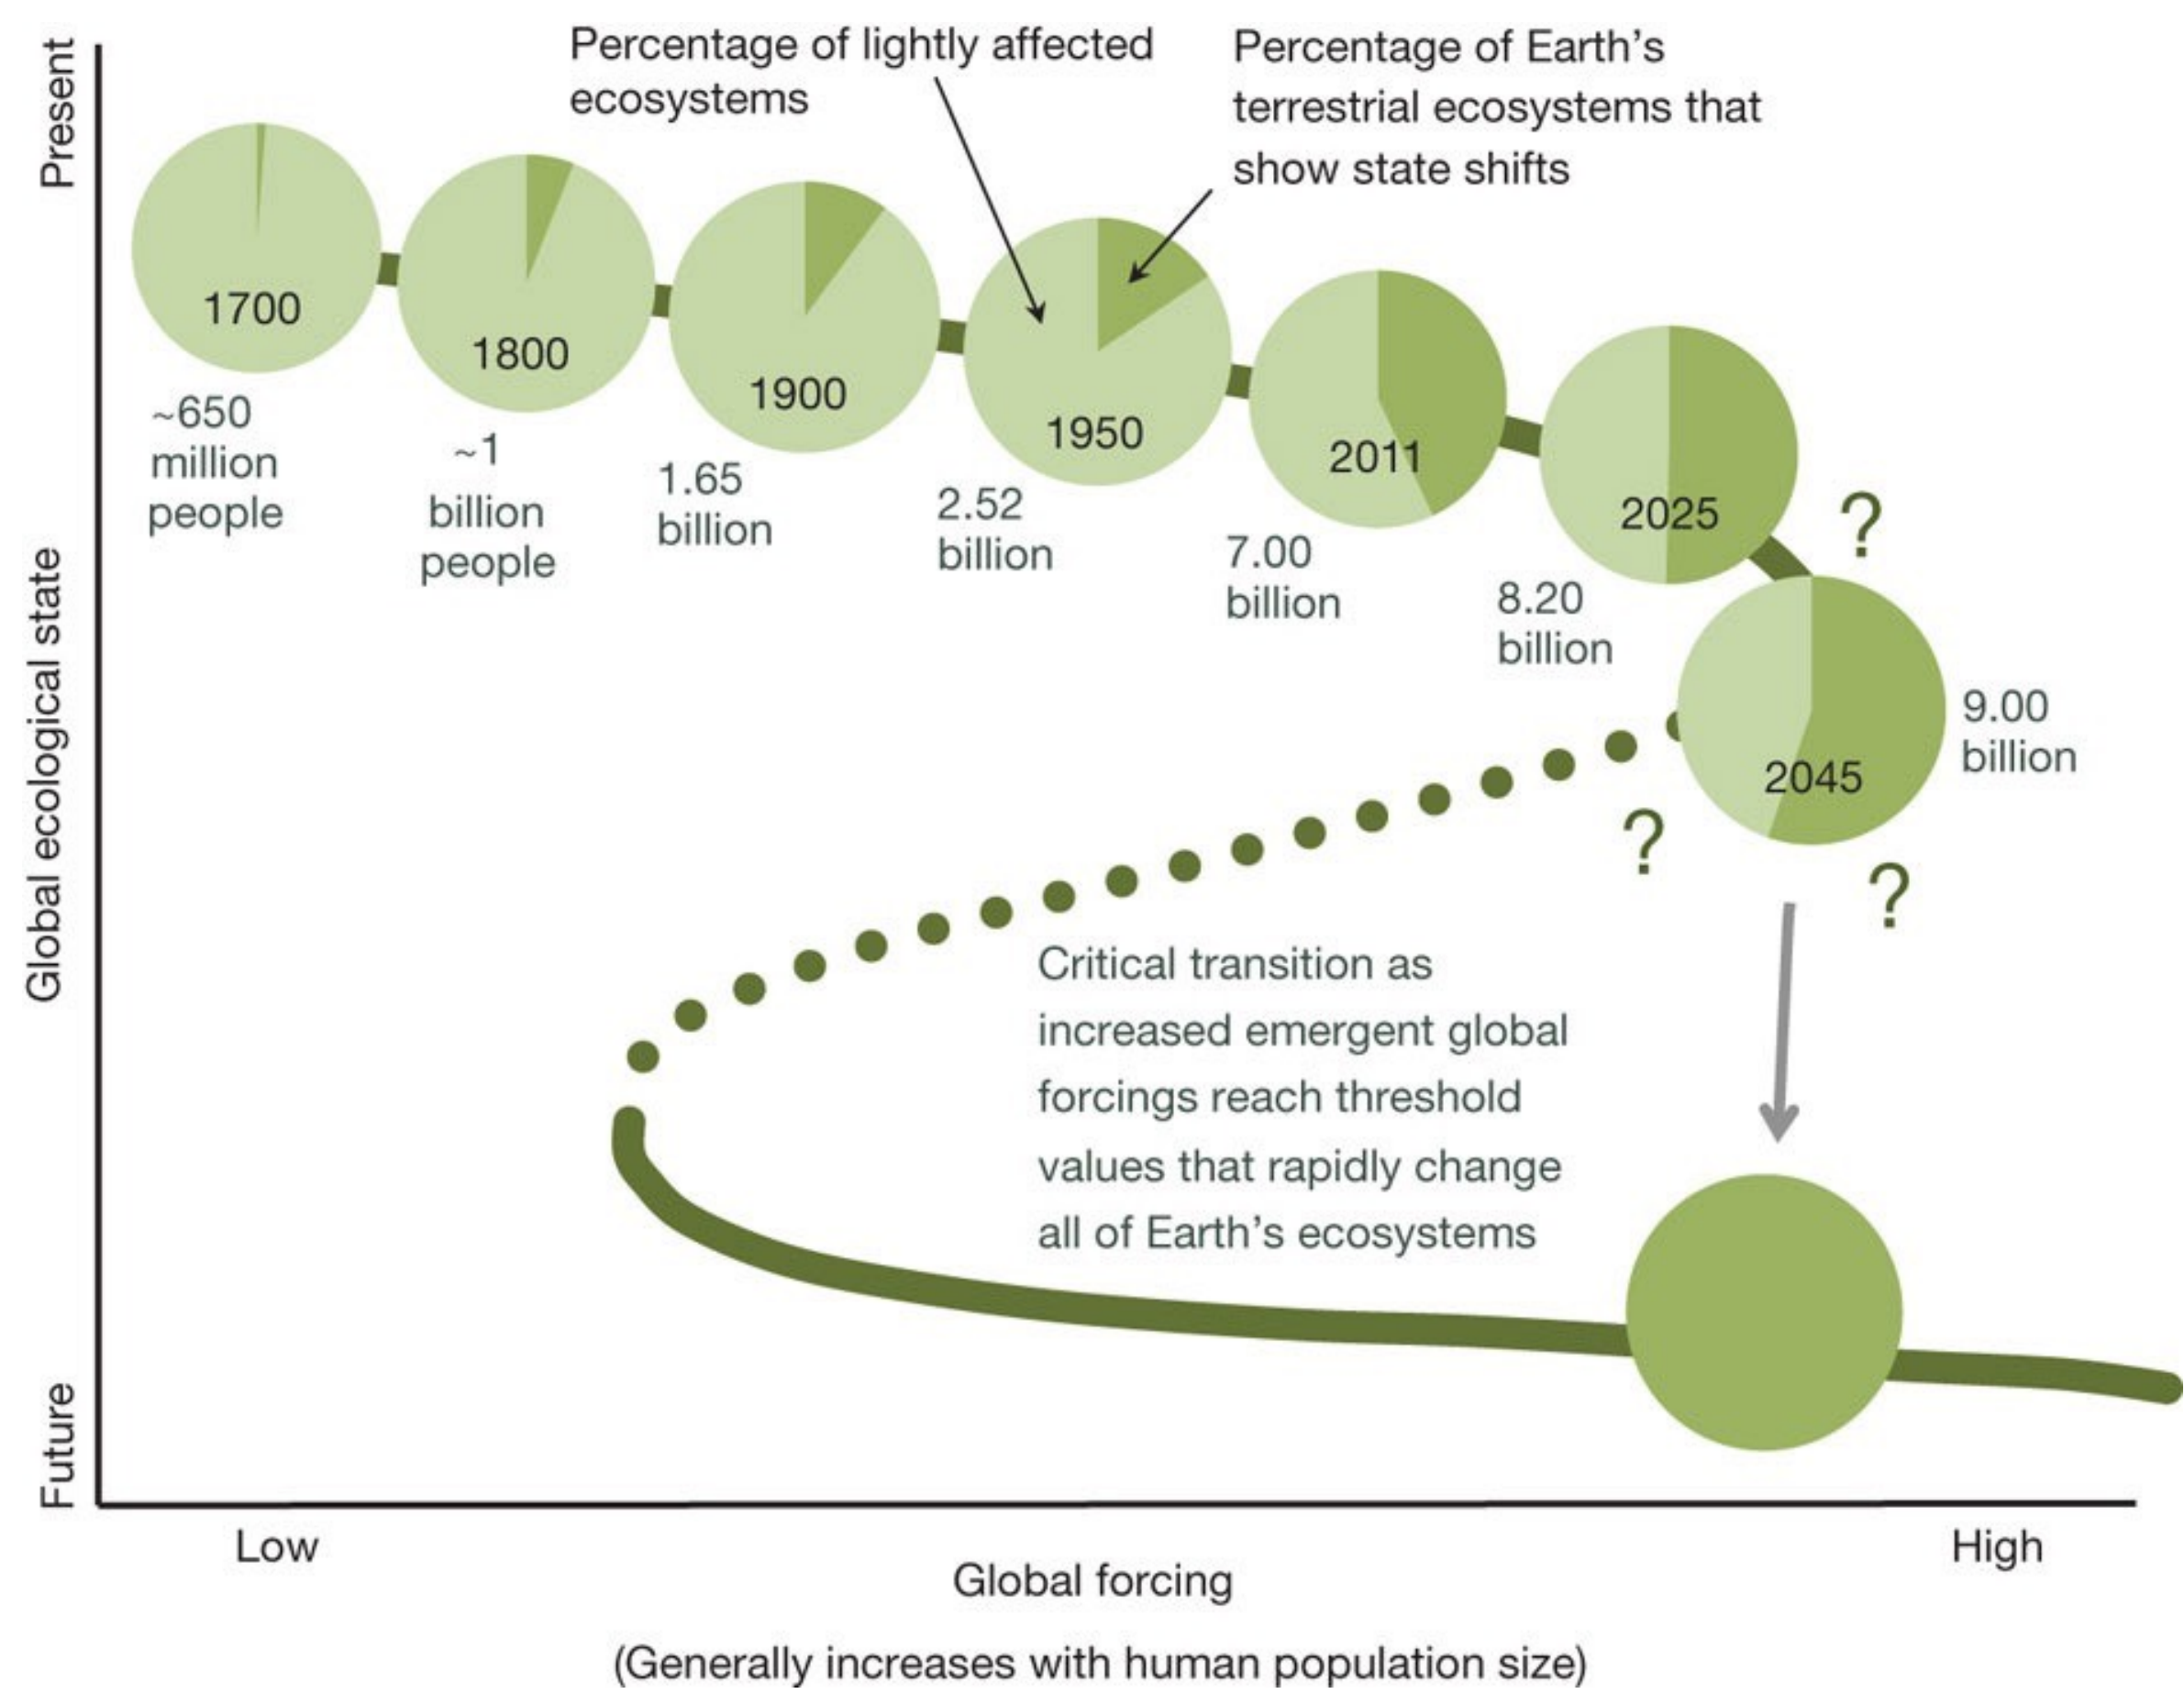 Percentage of lightly affected
ecosystems
Percentage of Earth’s
terrestrial ecosystems that
show state shifts
Present
Global ecological state
Future
1700
~650
million
people
1800
~1
billion
people
1900
1.65
billion
1950
2.52
billion
2011
7.00
billion
2025
8.20
billion
?
2045
9.00
billion
?
?
Critical transition as
increased emergent global
forcings reach threshold
values that rapidly change
all of Earth’s ecosystems
Low
High
Global forcing
(Generally increases with human population size)